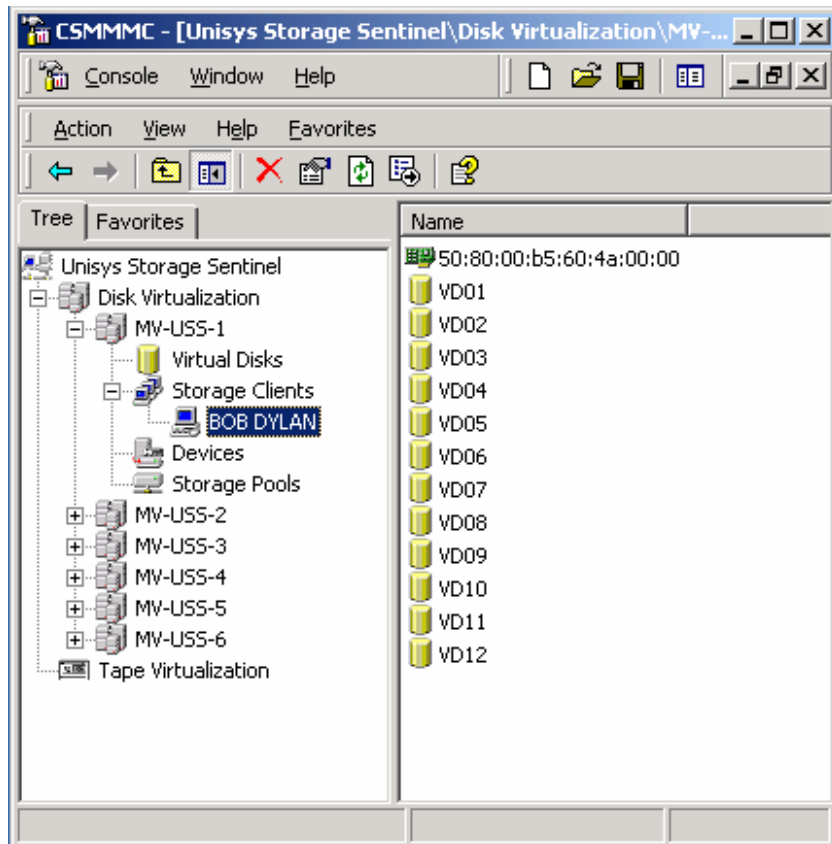 CSMMMC - [Unisys Storage Sentinel\Disk Virtualization\MV-...
Console Window Help
Action View Help Favorites
Tree Favorites
Unisys Storage Sentinel
Disk Virtualization
MV-USS-1
Virtual Disks
Storage Clients
BOB DYLAN
Devices
Storage Pools
MV-USS-2
MV-USS-3
MV-USS-4
MV-USS-5
MV-USS-6
Tape Virtualization
Name
50:80:00:b5:60:4a:00:00
VD01
VD02
VD03
VD04
VD05
VD06
VD07
VD08
VD09
VD10
VD11
VD12